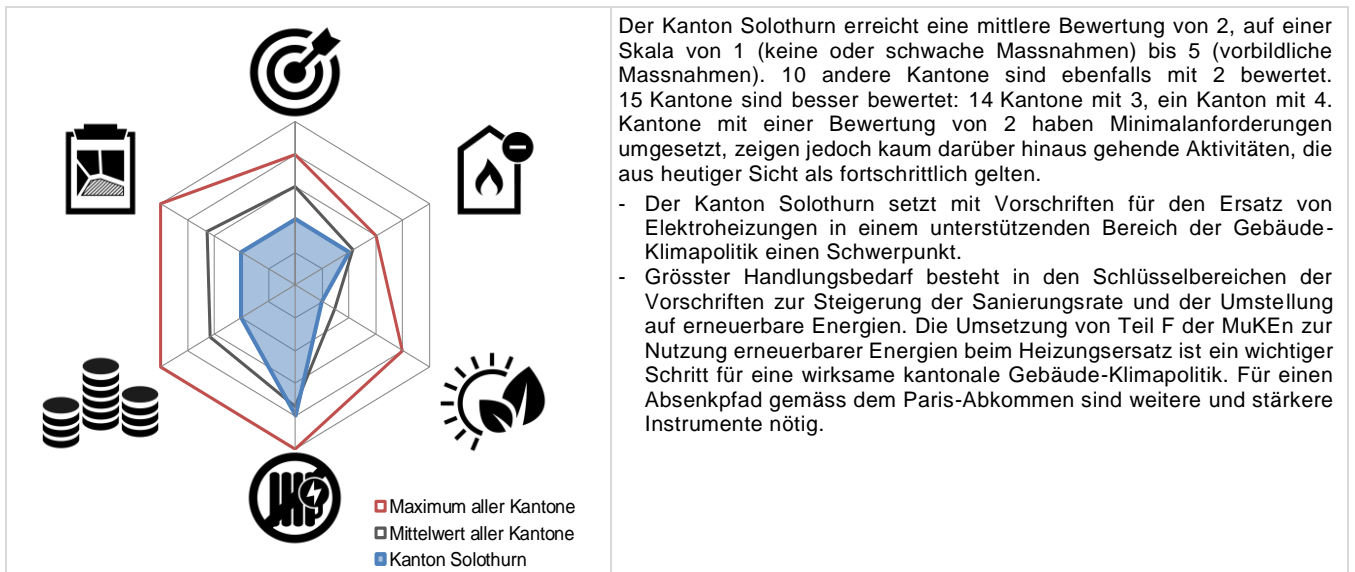 Der Kanton Solothurn erreicht eine mittlere Bewertung von 2, auf einer
Skala von 1 (keine oder schwache Massnahmen) bis 5 (vorbildliche
Massnahmen). 10 andere Kantone sind ebenfalls mit 2 bewertet.
15 Kantone sind besser bewertet: 14 Kantone mit 3, ein Kanton mit 4.
Kantone mit einer Bewertung von 2 haben Minimalanforderungen
umgesetzt, zeigen jedoch kaum darüber hinaus gehende Aktivitäten, die
aus heutiger Sicht als fortschrittlich gelten.
- Der Kanton Solothurn setzt mit Vorschriften für den Ersatz von
Elektroheizungen in einem unterstützenden Bereich der Gebäude-
Klimapolitik einen Schwerpunkt.
- Grösster Handlungsbedarf besteht in den Schlüsselbereichen der
Vorschriften zur Steigerung der Sanierungsrate und der Umstellung
auf erneuerbare Energien. Die Umsetzung von Teil F der MuKEn zur
Nutzung erneuerbarer Energien beim Heizungsersatz ist ein wichtiger
Schritt für eine wirksame kantonale Gebäude-Klimapolitik. Für einen
Absenkpfad gemäss dem Paris-Abkommen sind weitere und stärkere
Instrumente nötig.
Maximum aller Kantone
Mittelwert aller Kantone
Kanton Solothurn